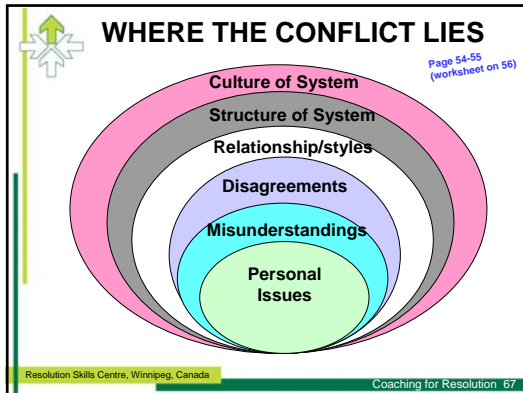 WHERE THE CONFLICT LIES
Page 54-55
(worksheet on 56)
Culture of System
Structure of System
Relationship/styles
Disagreements
Misunderstandings
Personal
Issues
Resolution Skills Centre, Winnipeg, Canada
Coaching for Resolution 67